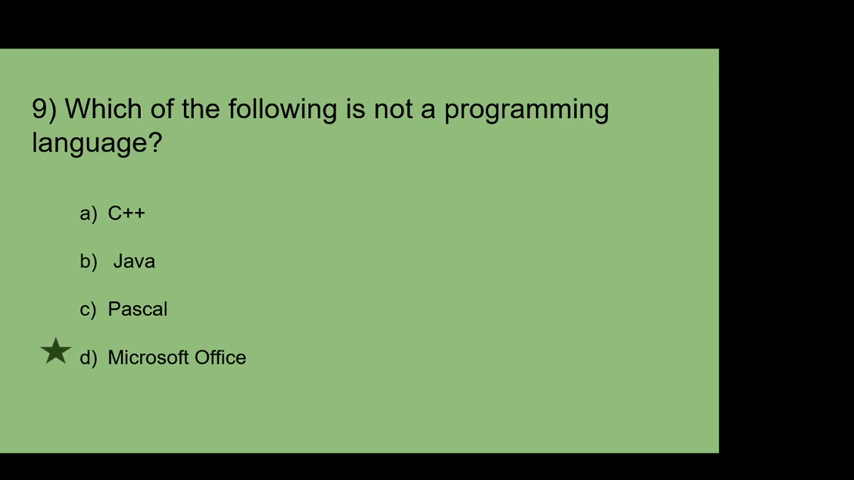 9) Which of the following is not a programming
language?
a) C++
b) Java
c) Pascal
d) Microsoft Office